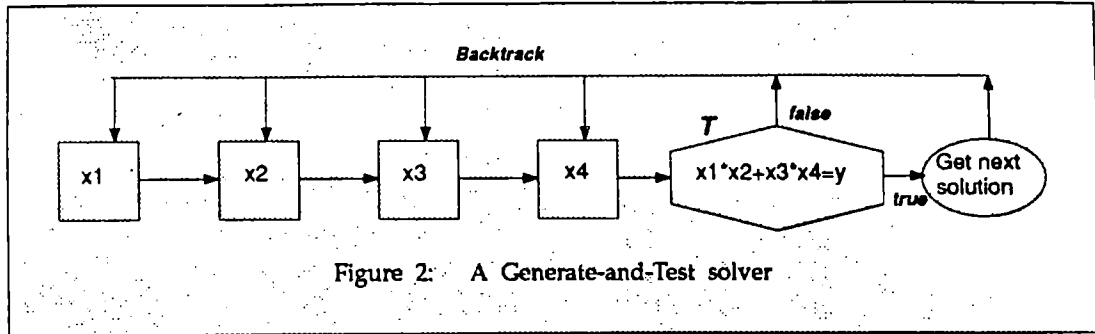 Backtrack
T
false
x1
x2
x3
x4
x1*x2+x3*x4=y
Get next
solution
true
Figure 2: A Generate-and-Test solver